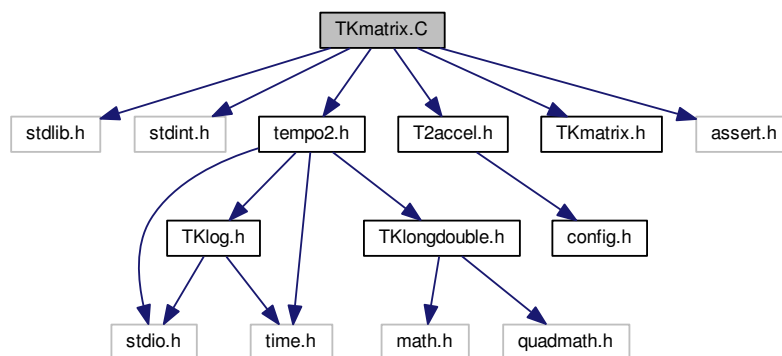 TKmatrix.C
stdlib.h
stdint.h
tempo2.h
T2accel.h
TKmatrix.h
assert.h
TKlog.h
TKlongdouble.h
config.h
stdio.h
time.h
math.h
quadmath.h